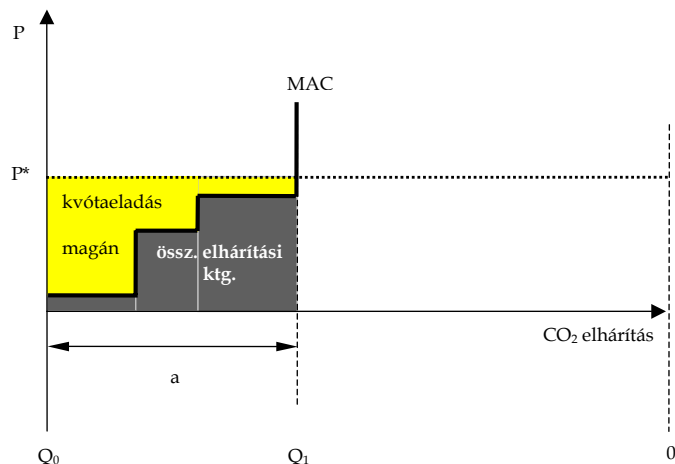 P
MAC
P*
kvótaeladás
magán
össz. elhárítási
ktg.
CO₂ elhárítás
a
Q₀
Q₁
0